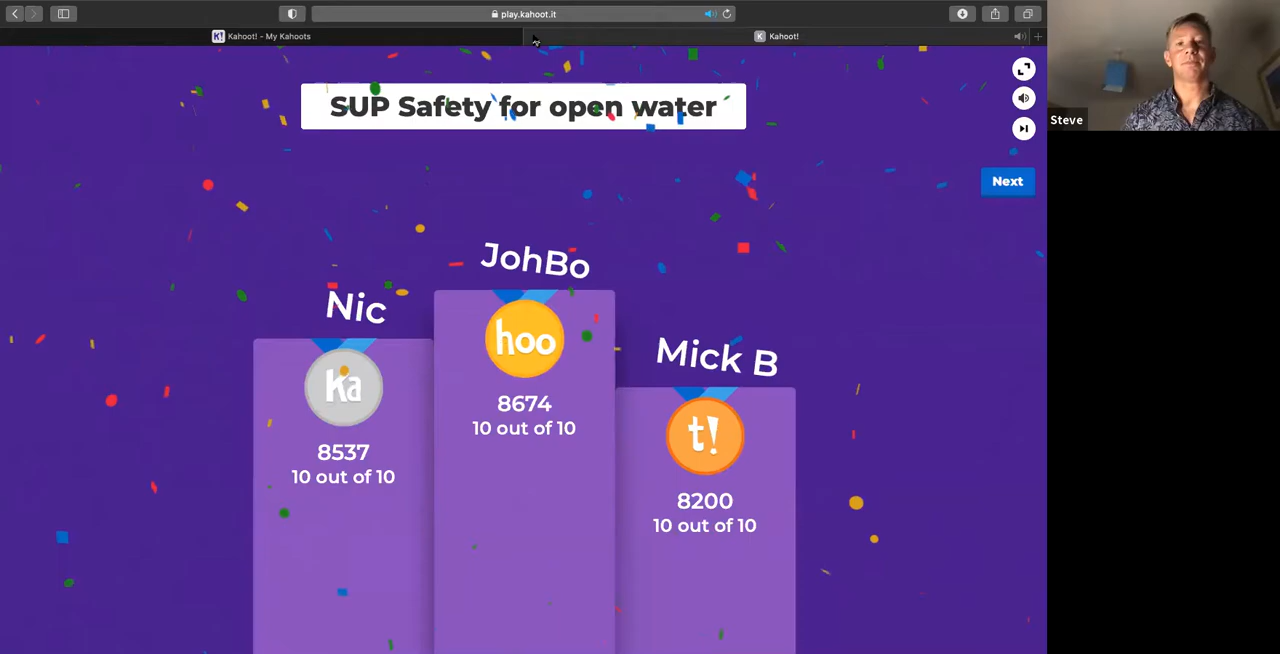 play.kahoot.it
K! Kahoot! - My Kahoots
K Kahoot!
SUP Safety for open water
Steve
Next
JohBo
Nic
Mick B
hoo
ka
t!
8674
10 out of 10
8537
10 out of 10
8200
10 out of 10